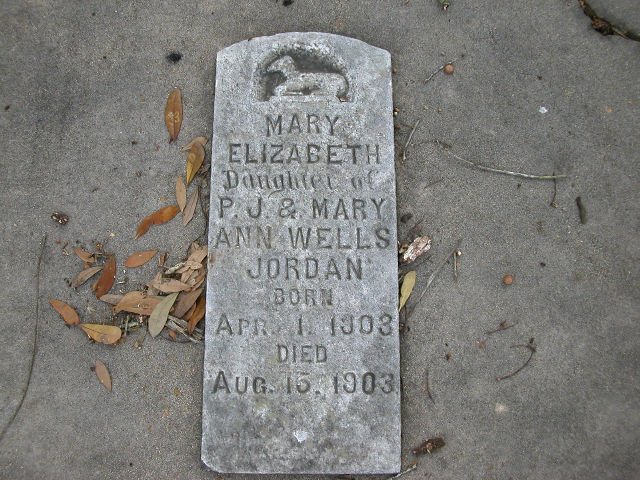 MARY
ELIZABETH
Daughter of
P. J. & MARY
ANN WELLS
JORDAN
BORN
APR. 1. 1903
DIED
AUG. 15. 1903.